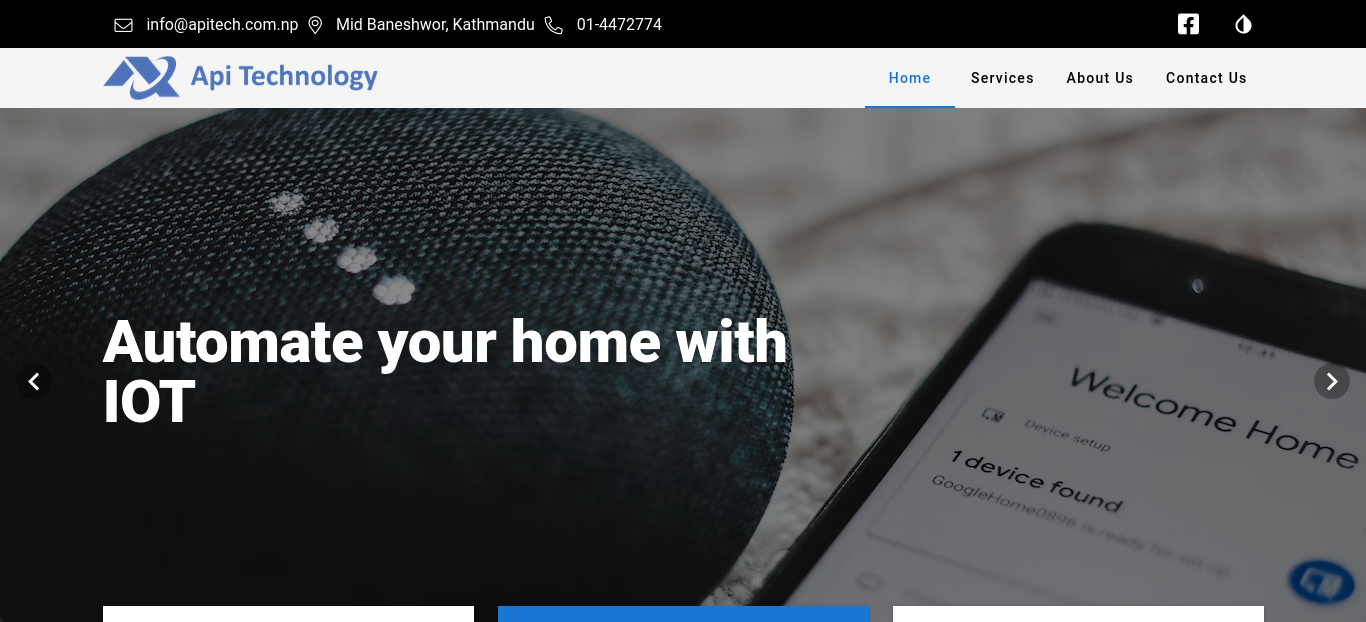 info@apitech.com.np Mid Baneshwor, Kathmandu 01-4472774
Api Technology
Home Services About Us Contact Us
Automate your home with
IOT
Welcome Home
Device setup
1 device found
GoogleHome0896 is ready for set up